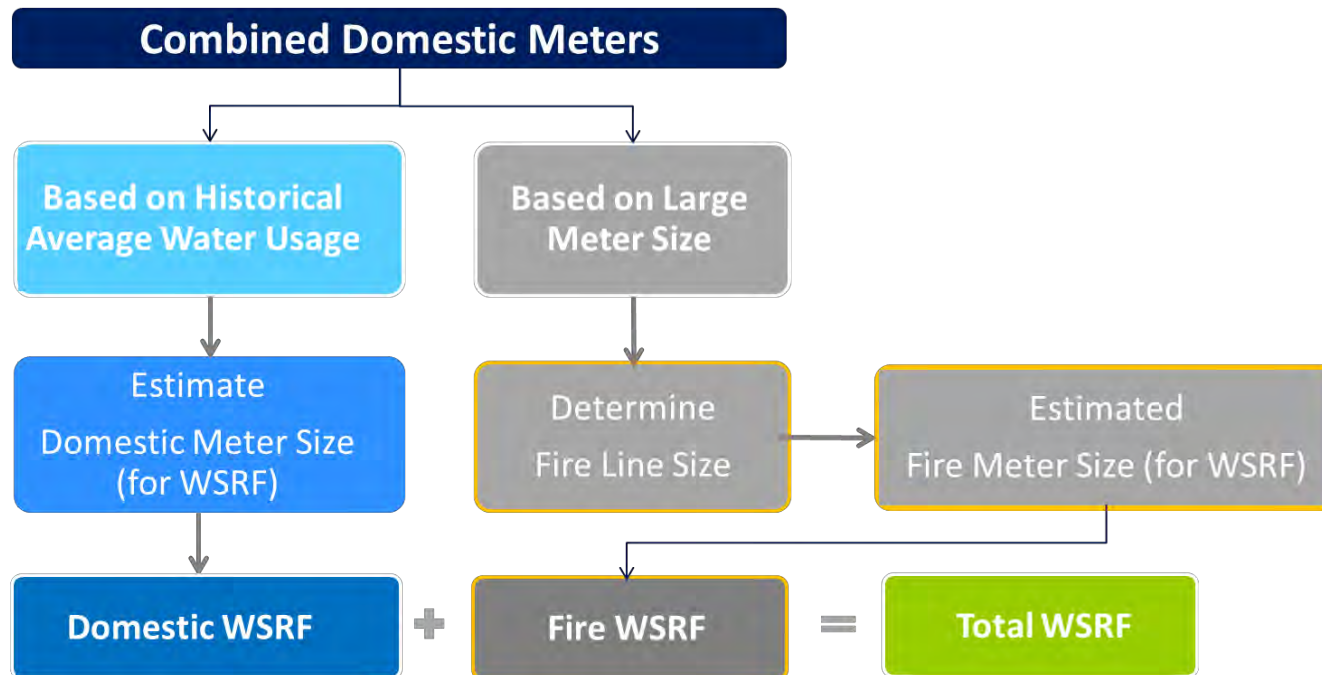 Combined Domestic Meters
Based on Historical
Average Water Usage
Based on Large
Meter Size
Estimate
Domestic Meter Size
(for WSRF)
Determine
Fire Line Size
Estimated
Fire Meter Size (for WSRF)
Domestic WSRF
+
Fire WSRF
=
Total WSRF